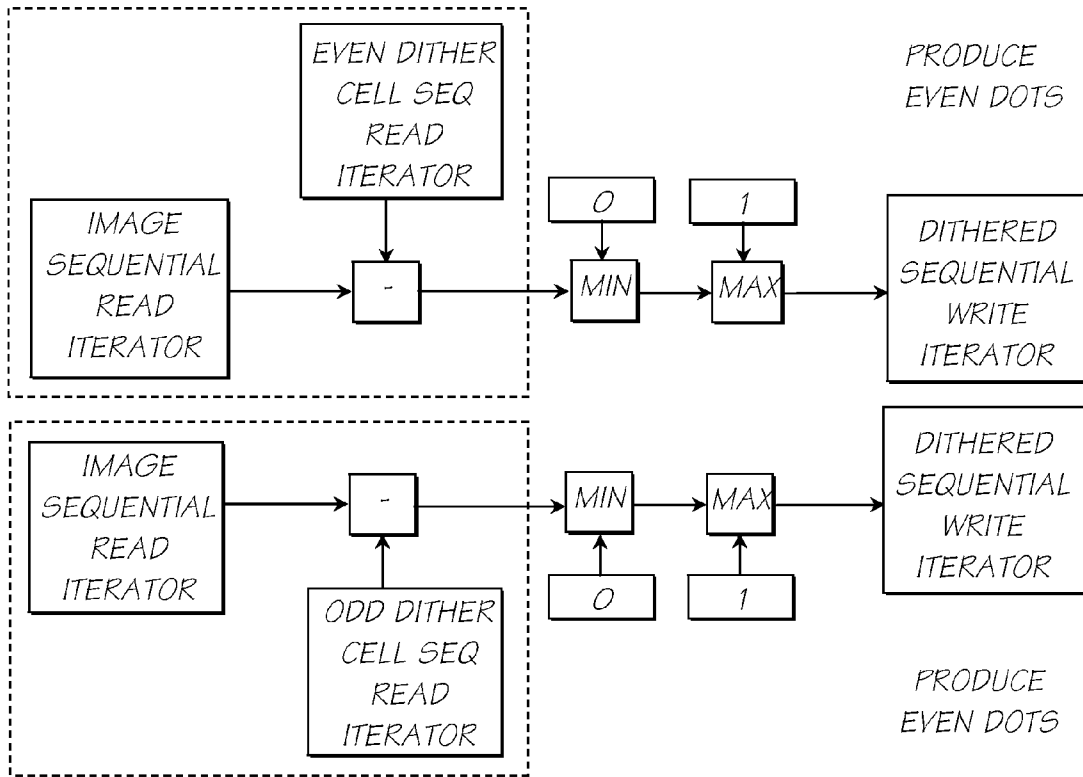 EVEN DITHER
CELL SEQ
READ
ITERATOR
PRODUCE
EVEN DOTS
IMAGE
SEQUENTIAL
READ
ITERATOR
-
0
1
MIN
MAX
DITHERED
SEQUENTIAL
WRITE
ITERATOR
IMAGE
SEQUENTIAL
READ
ITERATOR
-
MIN
MAX
0
1
DITHERED
SEQUENTIAL
WRITE
ITERATOR
ODD DITHER
CELL SEQ
READ
ITERATOR
PRODUCE
EVEN DOTS